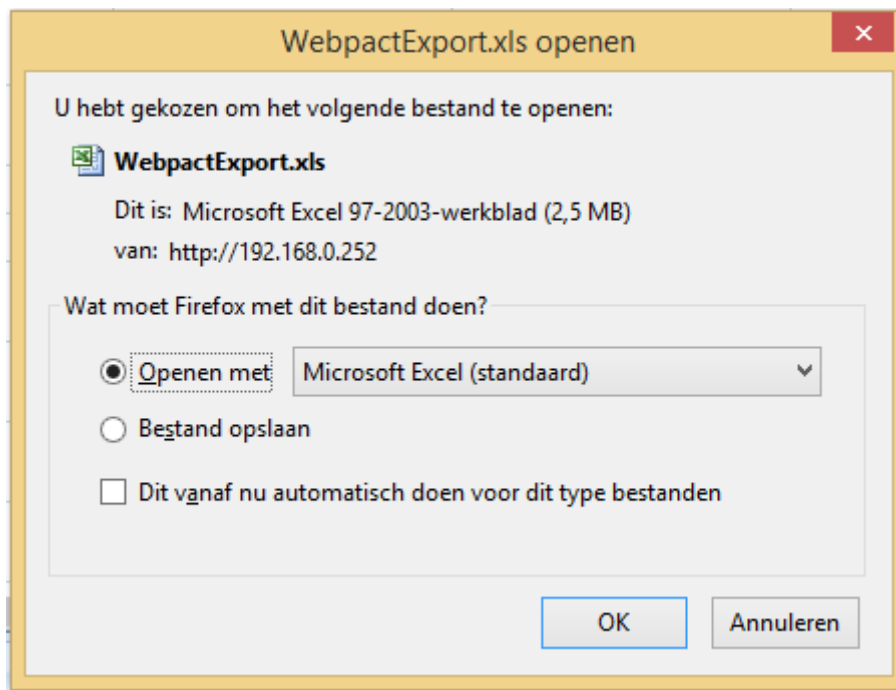 WebpactExport.xls openen
U hebt gekozen om het volgende bestand te openen:
WebpactExport.xls
Dit is: Microsoft Excel 97-2003-werkblad (2,5 MB)
van: http://192.168.0.252
Wat moet Firefox met dit bestand doen?
Openen met Microsoft Excel (standaard)
Bestand opslaan
Dit vanaf nu automatisch doen voor dit type bestanden
OK Annuleren